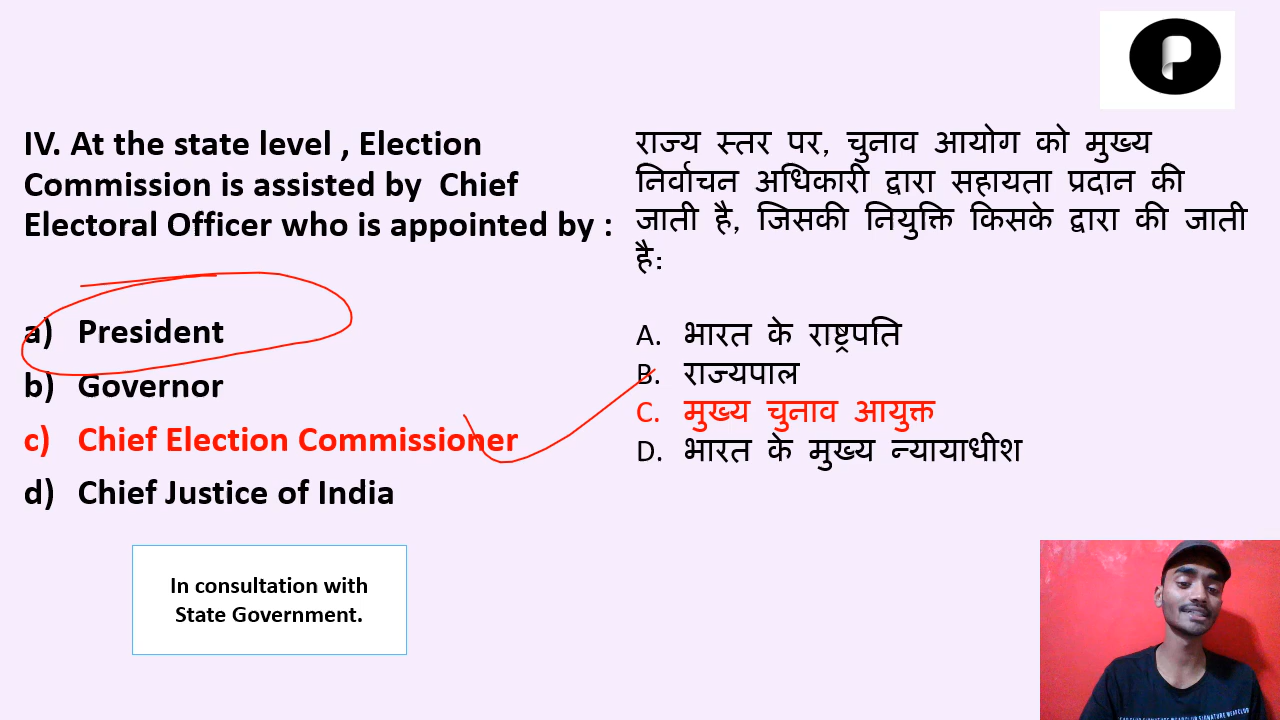 IV. At the state level , Election
Commission is assisted by Chief
Electoral Officer who is appointed by :
a) President
b) Governor
c) Chief Election Commissioner
d) Chief Justice of India
In consultation with
State Government.
राज्य स्तर पर, चुनाव आयोग को मुख्य
निर्वाचन अधिकारी द्वारा सहायता प्रदान की
जाती है, जिसकी नियुक्ति किसके द्वारा की जाती
है:
A. भारत के राष्ट्रपति
B. राज्यपाल
C. मुख्य चुनाव आयुक्त
D. भारत के मुख्य न्यायाधीश
P